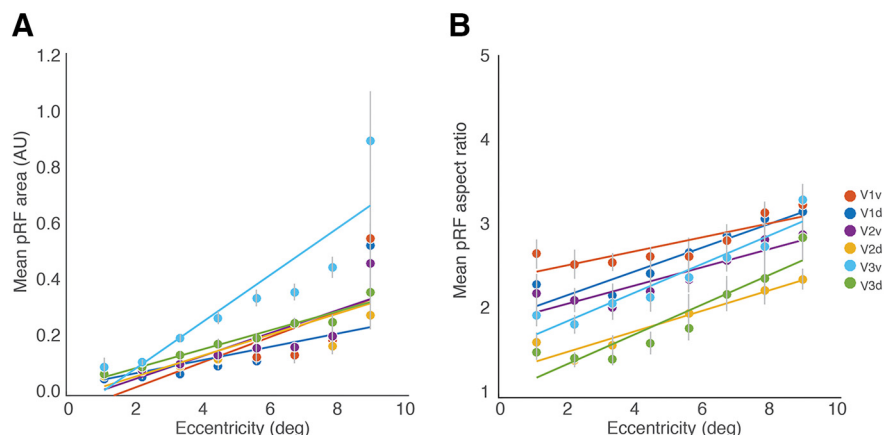 A
B
1.2
1.0
0.8
0.6
0.4
0.2
0.0
Mean pRF area (AU)
0
2
4
6
8
10
Eccentricity (deg)
5
4
3
2
1
Mean pRF aspect ratio
0
2
4
6
8
10
Eccentricity (deg)
V1v
V1d
V2v
V2d
V3v
V3d